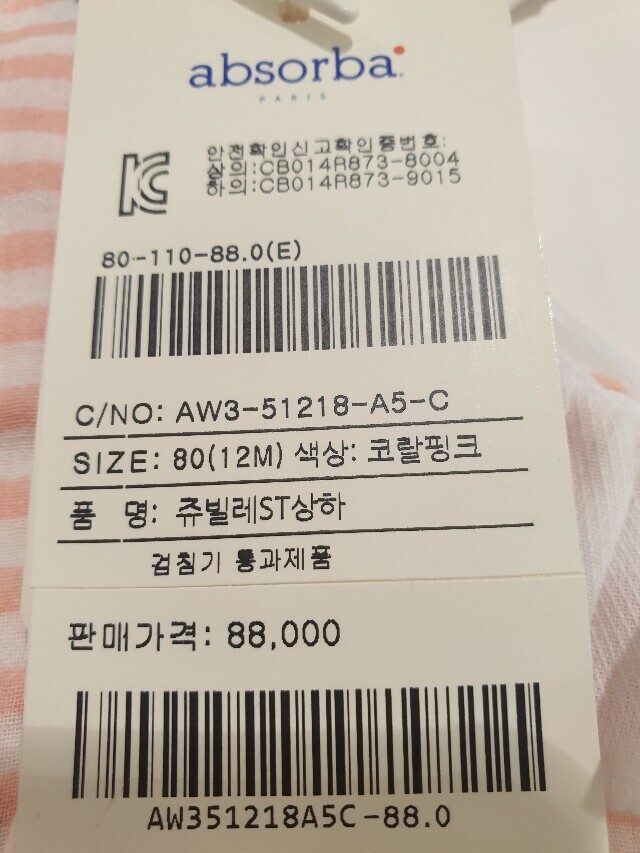 absorba
PARIS
안전확인신고확인증번호:
상의:CB014R873-8004
하의:CB014R873-9015
80-110-88.0(E)
C/NO: AW3-51218-A5-C
SIZE: 80(12M) 색상: 코랄핑크
품 명: 쥬빌레ST상하
검침기 통과제품
판매가격: 88,000
AW351218A5C-88.0